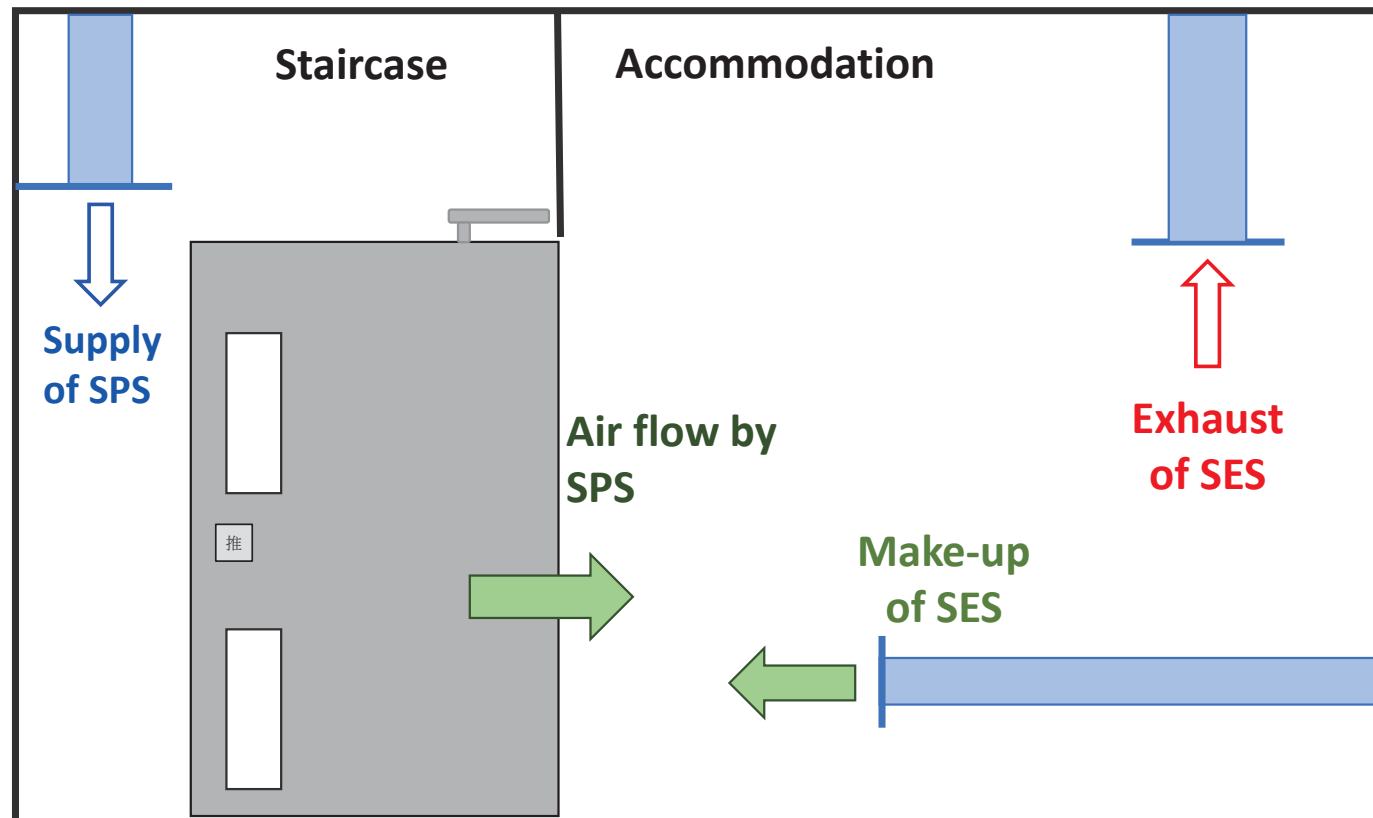 Staircase
Accommodation
Supply
of SPS
Air flow by
SPS
Exhaust
of SES
推
Make-up
of SES